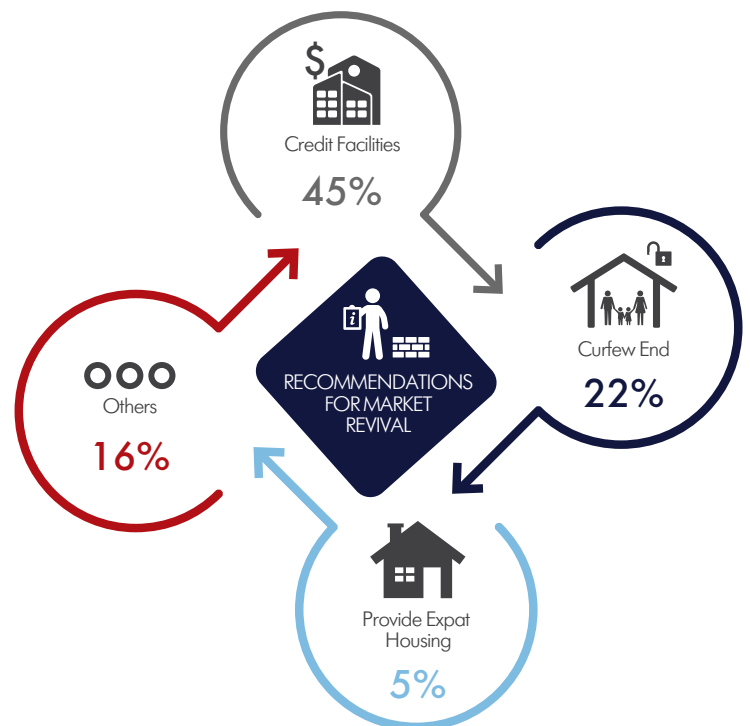 $
Credit Facilities
45%
Curfew End
22%
i
RECOMMENDATIONS
FOR MARKET
REVIVAL
Others
16%
Provide Expat
Housing
5%